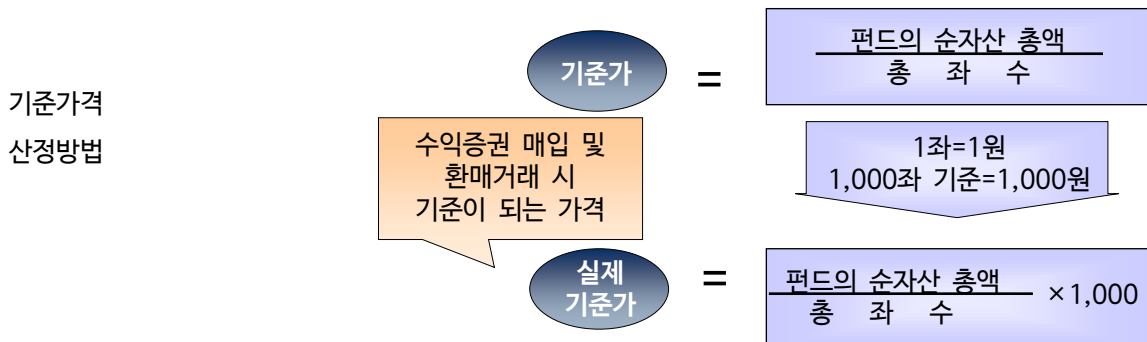 기준가격
산정방법
기준가
=
펀드의 순자산 총액
총 좌 수
수익증권 매입 및
환매거래 시
기준이 되는 가격
1좌=1원
1,000좌 기준=1,000원
실제
기준가
=
펀드의 순자산 총액
총 좌 수
×1,000